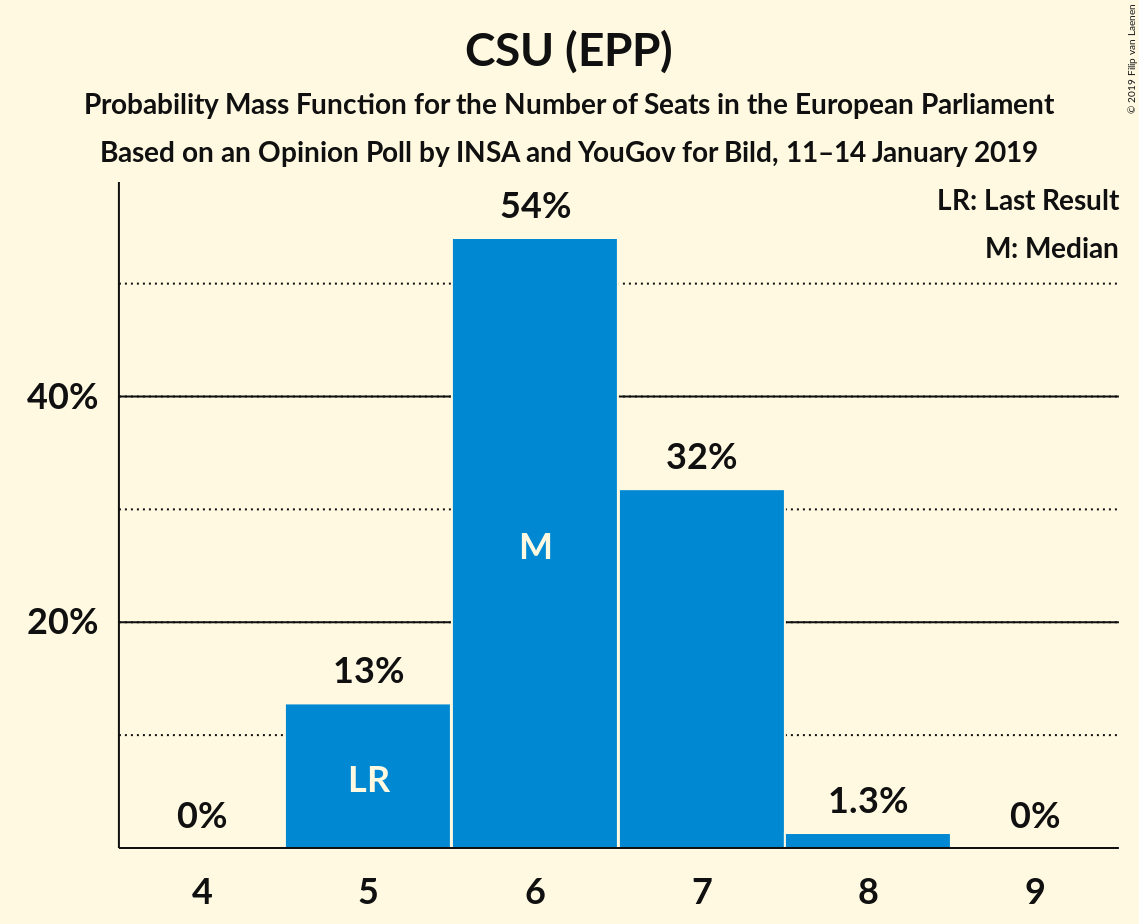 CSU (EPP)
Probability Mass Function for the Number of Seats in the European Parliament
Based on an Opinion Poll by INSA and YouGov for Bild, 11–14 January 2019
© 2019 Filip van Laenen
LR: Last Result
M: Median
54%
40%
32%
M
20%
13%
LR
0%
1.3%
0%
4 5 6 7 8 9